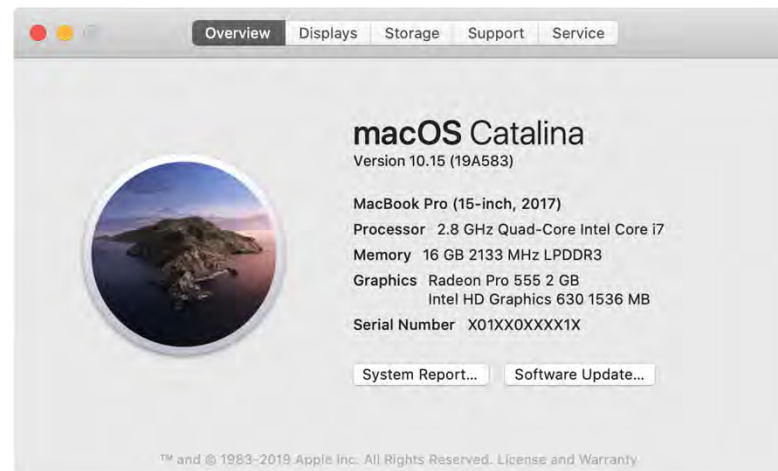 Overview Displays Storage Support Service
macOS Catalina
Version 10.15 (19A583)
MacBook Pro (15-inch, 2017)
Processor 2.8 GHz Quad-Core Intel Core i7
Memory 16 GB 2133 MHz LPDDR3
Graphics Radeon Pro 555 2 GB
Intel HD Graphics 630 1536 MB
Serial Number X01XX0XXXX1X
System Report... Software Update...
™ and © 1983-2019 Apple Inc. All Rights Reserved. License and Warranty